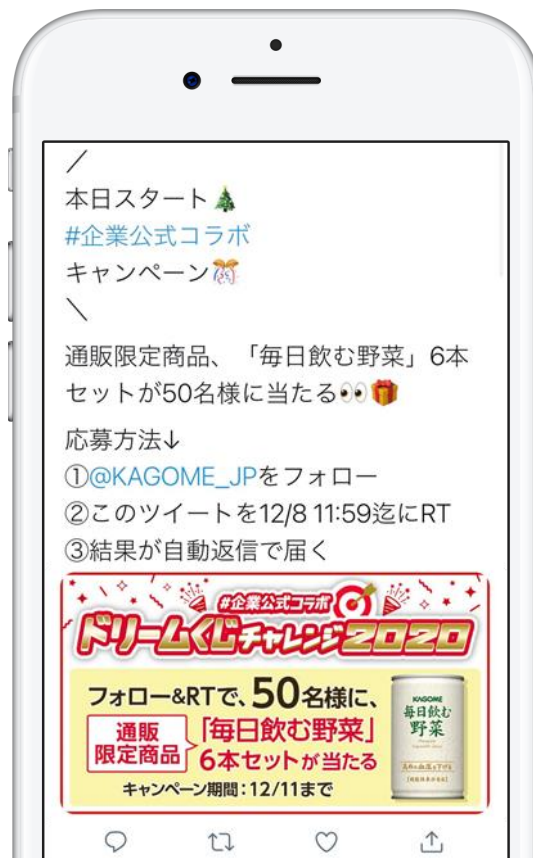 ／
本日スタート🎄
#企業公式コラボ
キャンペーン🎊
＼
通販限定商品、「毎日飲む野菜」6本
セットが50名様に当たる👀🎁
応募方法↓
①@KAGOME_JPをフォロー
②このツイートを12/8 11:59迄にRT
③結果が自動返信で届く
#企業公式コラボ
ドリームくじチャレンジ2020
フォロー&RTで、50名様に、
通販
限定商品
「毎日飲む野菜」
6本セットが当たる
キャンペーン期間:12/11まで
KAGOME
毎日飲む
野菜